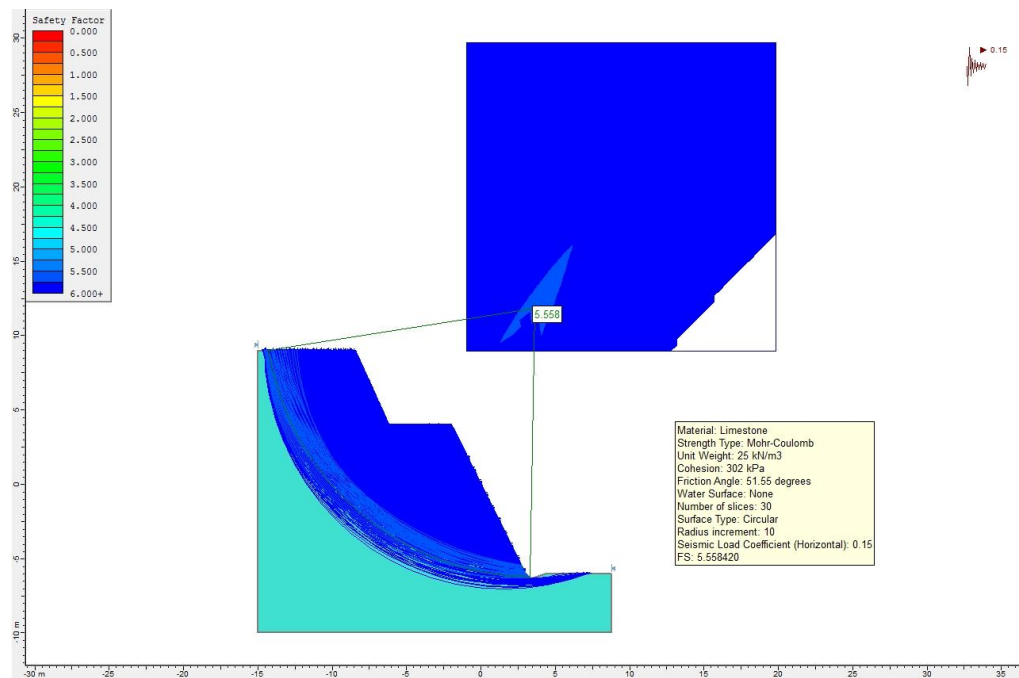 Safety Factor
0.000
0.500
1.000
1.500
2.000
2.500
3.000
3.500
4.000
4.500
5.000
5.500
6.000+
0.15
5.558
Material: Limestone
Strength Type: Mohr-Coulomb
Unit Weight: 25 kN/m3
Cohesion: 302 kPa
Friction Angle: 51.55 degrees
Water Surface: None
Number of slices: 30
Surface Type: Circular
Radius increment: 10
Seismic Load Coefficient (Horizontal): 0.15
FS: 5.558420
30
25
20
15
10
5
0
-5
-10 m
-30 m
-25
-20
-15
-10
-5
0
5
10
15
20
25
30
35